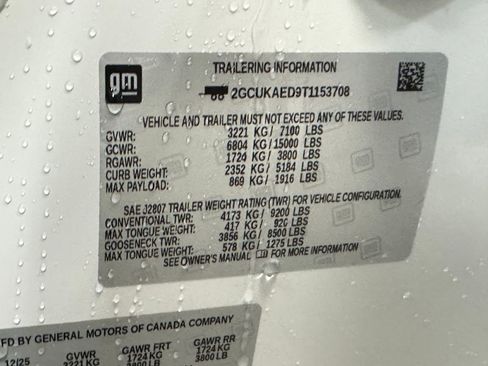 gm
TRAILERING INFORMATION
2GCUKAED9T1153708
VEHICLE AND TRAILER MUST NOT EXCEED ANY OF THESE:
GVWR: 3221 KG/ 7100 LBS
GCWR: 6804 KG/15000 LBS
RGAWR: 1724 KG/ 3800 LBS
CURB WEIGHT: 2352 KG/ 5184 LBS
MAX PAYLOAD: 869 KG/ 1916 LBS
SAE J2807 TRAILER WEIGHT RATING (TWR) FOR VEHICLE CONFIGURATION.
CONVENTIONAL TWR: 4173 KG/ 9200 LBS
MAX TONGUE WEIGHT: 417 KG/ 920 LBS
GOOSENECK TWR: 3856 KG/ 8500 LBS
MAX TONGUE WEIGHT: 578 KG/ 1275 LBS
SEE OWNER'S MANUAL FOR MORE INFORMATION.
MFD BY GENERAL MOTORS OF CANADA COMPANY
12/25 GVWR GAWR FRT GAWR RR
3221 KG 1724 KG 1724 KG
3800 LB 3800 LB